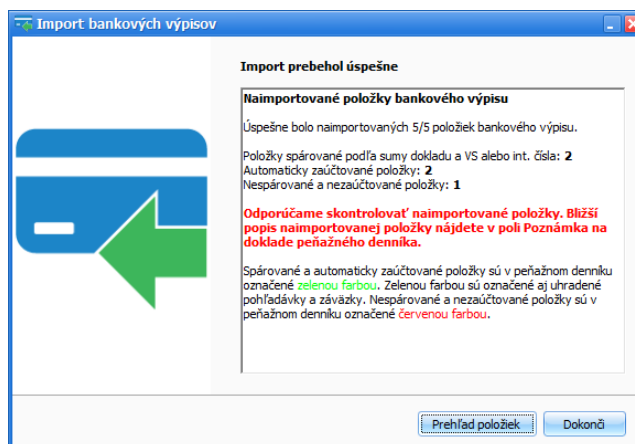 Import bankových výpisov
Import prebehol úspešne
Naimportované položky bankového výpisu
Úspešne bolo naimportovaných 5/5 položiek bankového výpisu.
Položky spárované podľa sumy dokladu a VS alebo int. čísla: 2
Automaticky zaúčtované položky: 2
Nespárované a nezaúčtované položky: 1
Odporúčame skontrolovať naimportované položky. Bližší
popis naimportovanej položky nájdete v poli Poznámka na
doklade peňažného denníka.
Spárované a automaticky zaúčtované položky sú v peňažnom denníku
označené zelenou farbou. Zelenou farbou sú označené aj uhradené
pohľadávky a záväzky. Nespárované a nezaúčtované položky sú v
peňažnom denníku označené červenou farbou.
Prehľad položiek
Dokonči